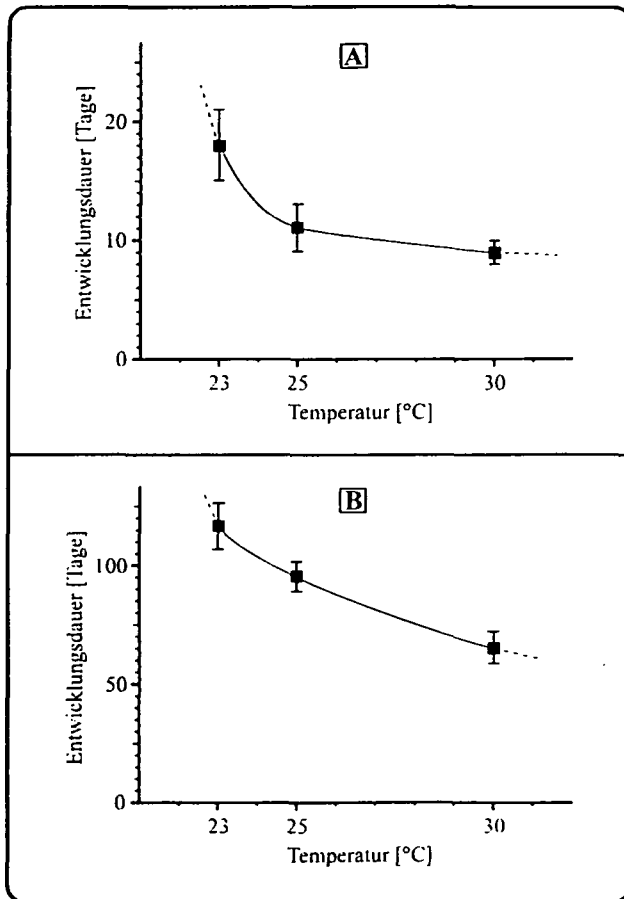 A
Entwicklungsdauer [Tage]
20
10
0
23 25 30
Temperatur [°C]
B
Entwicklungsdauer [Tage]
100
50
0
23 25 30
Temperatur [°C]